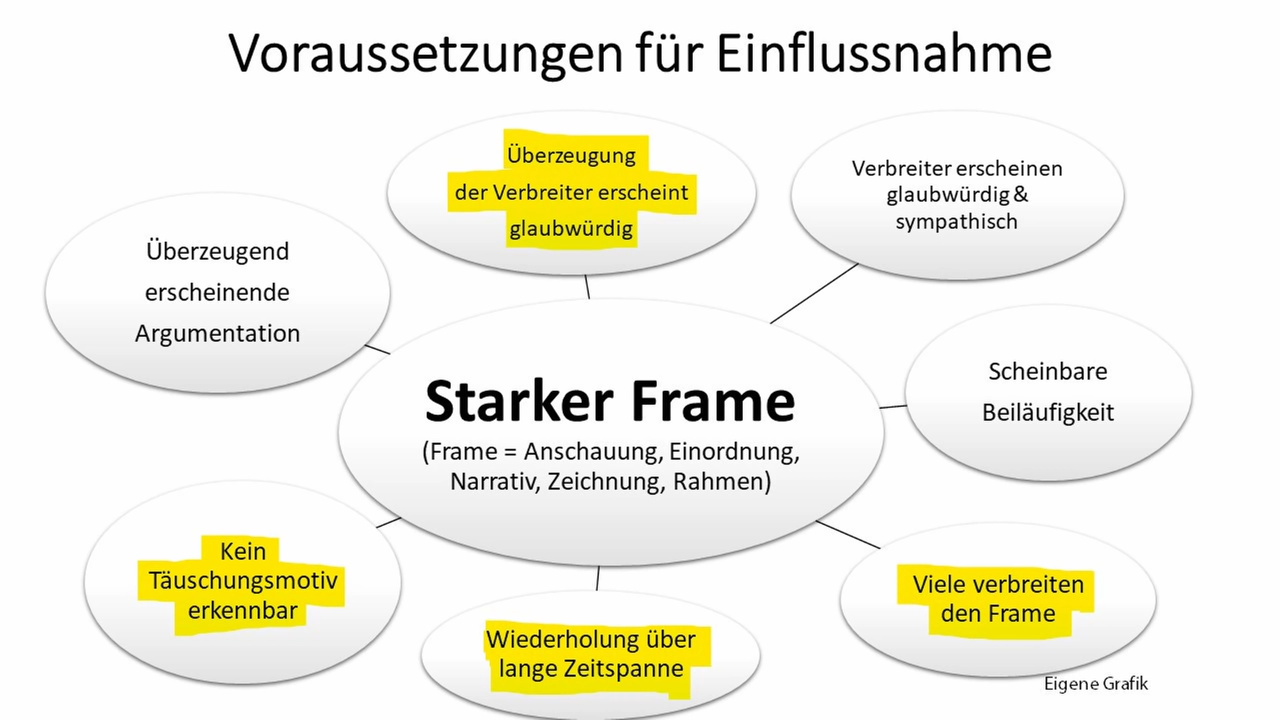 Voraussetzungen für Einflussnahme
Überzeugung
der Verbreiter erscheint
glaubwürdig
Verbreiter erscheinen
glaubwürdig &
sympathisch
Überzeugend
erscheinende
Argumentation
Starker Frame
(Frame = Anschauung, Einordnung,
Narrativ, Zeichnung, Rahmen)
Scheinbare
Beiläufigkeit
Kein
Täuschungsmotiv
erkennbar
Wiederholung über
lange Zeitspanne
Viele verbreiten
den Frame
Eigene Grafik